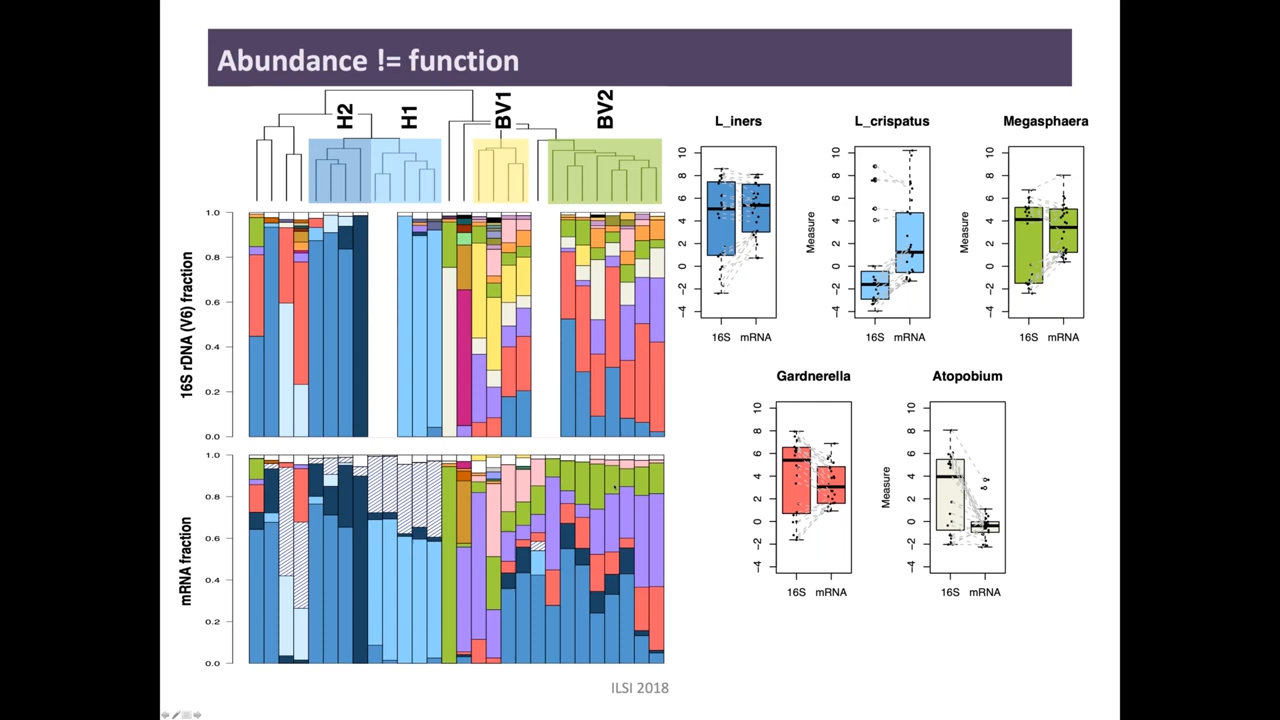 Abundance != function
H2
H1
BV1
BV2
16S rDNA (V6) fraction
1.0
0.8
0.6
0.4
0.2
0.0
mRNA fraction
1.0
0.8
0.6
0.4
0.2
0.0
L_iners
10
8
6
4
2
0
−2
−4
16S mRNA
L_crispatus
Measure
10
8
6
4
2
0
−2
−4
16S mRNA
Megasphaera
Measure
10
8
6
4
2
0
−2
−4
16S mRNA
Gardnerella
10
8
6
4
2
0
−2
−4
16S mRNA
Atopobium
Measure
10
8
6
4
2
0
−2
−4
16S mRNA
ILSI 2018